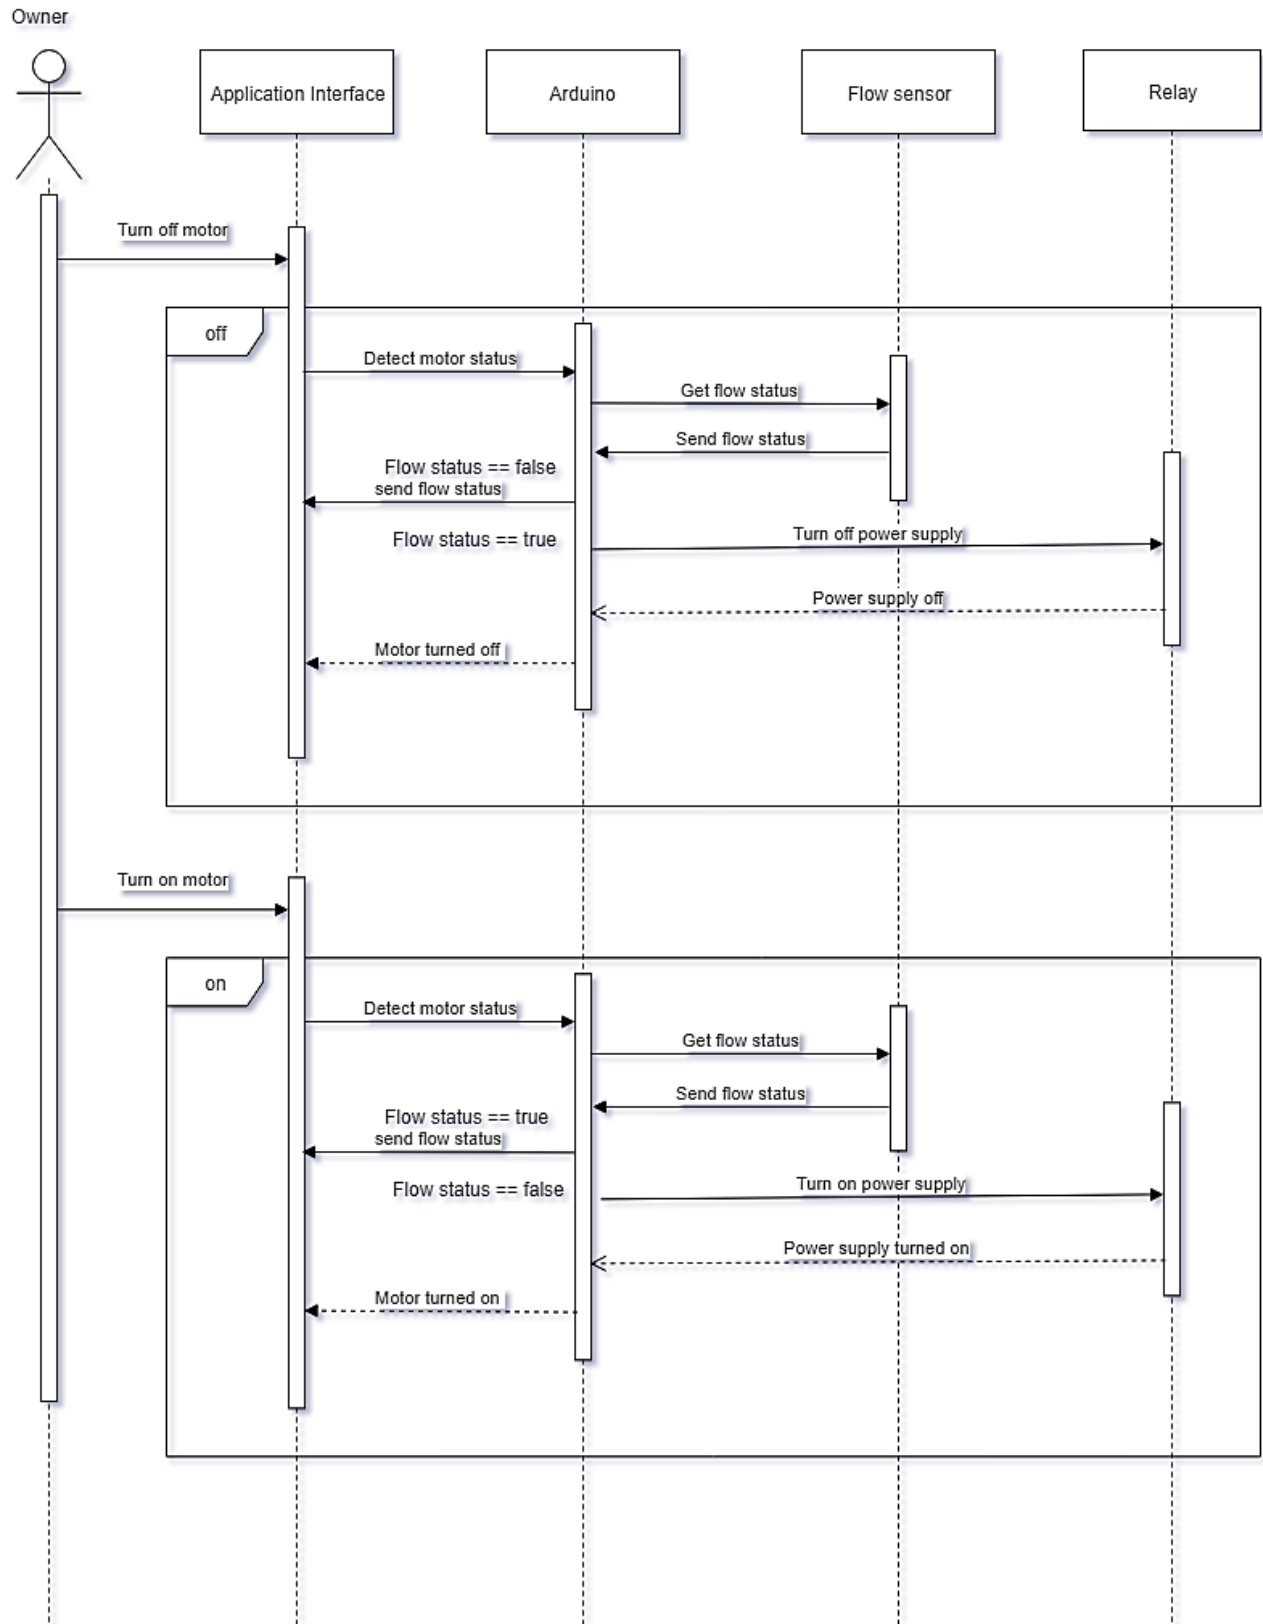 Owner
Application Interface
Arduino
Flow sensor
Relay
Turn off motor
off
Detect motor status
Get flow status
Send flow status
Flow status == false
send flow status
Flow status == true
Turn off power supply
Power supply off
Motor turned off
Turn on motor
on
Detect motor status
Get flow status
Send flow status
Flow status == true
send flow status
Flow status == false
Turn on power supply
Power supply turned on
Motor turned on